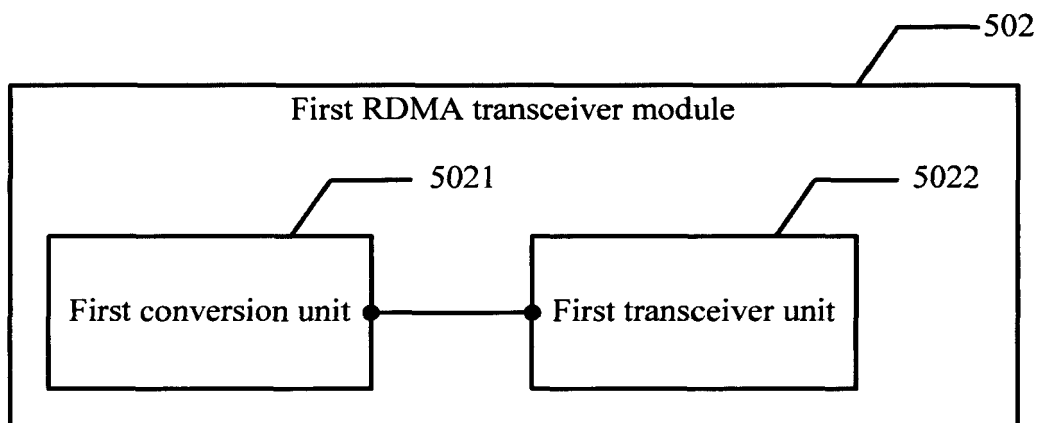 502
First RDMA transceiver module
5021
5022
First conversion unit
First transceiver unit